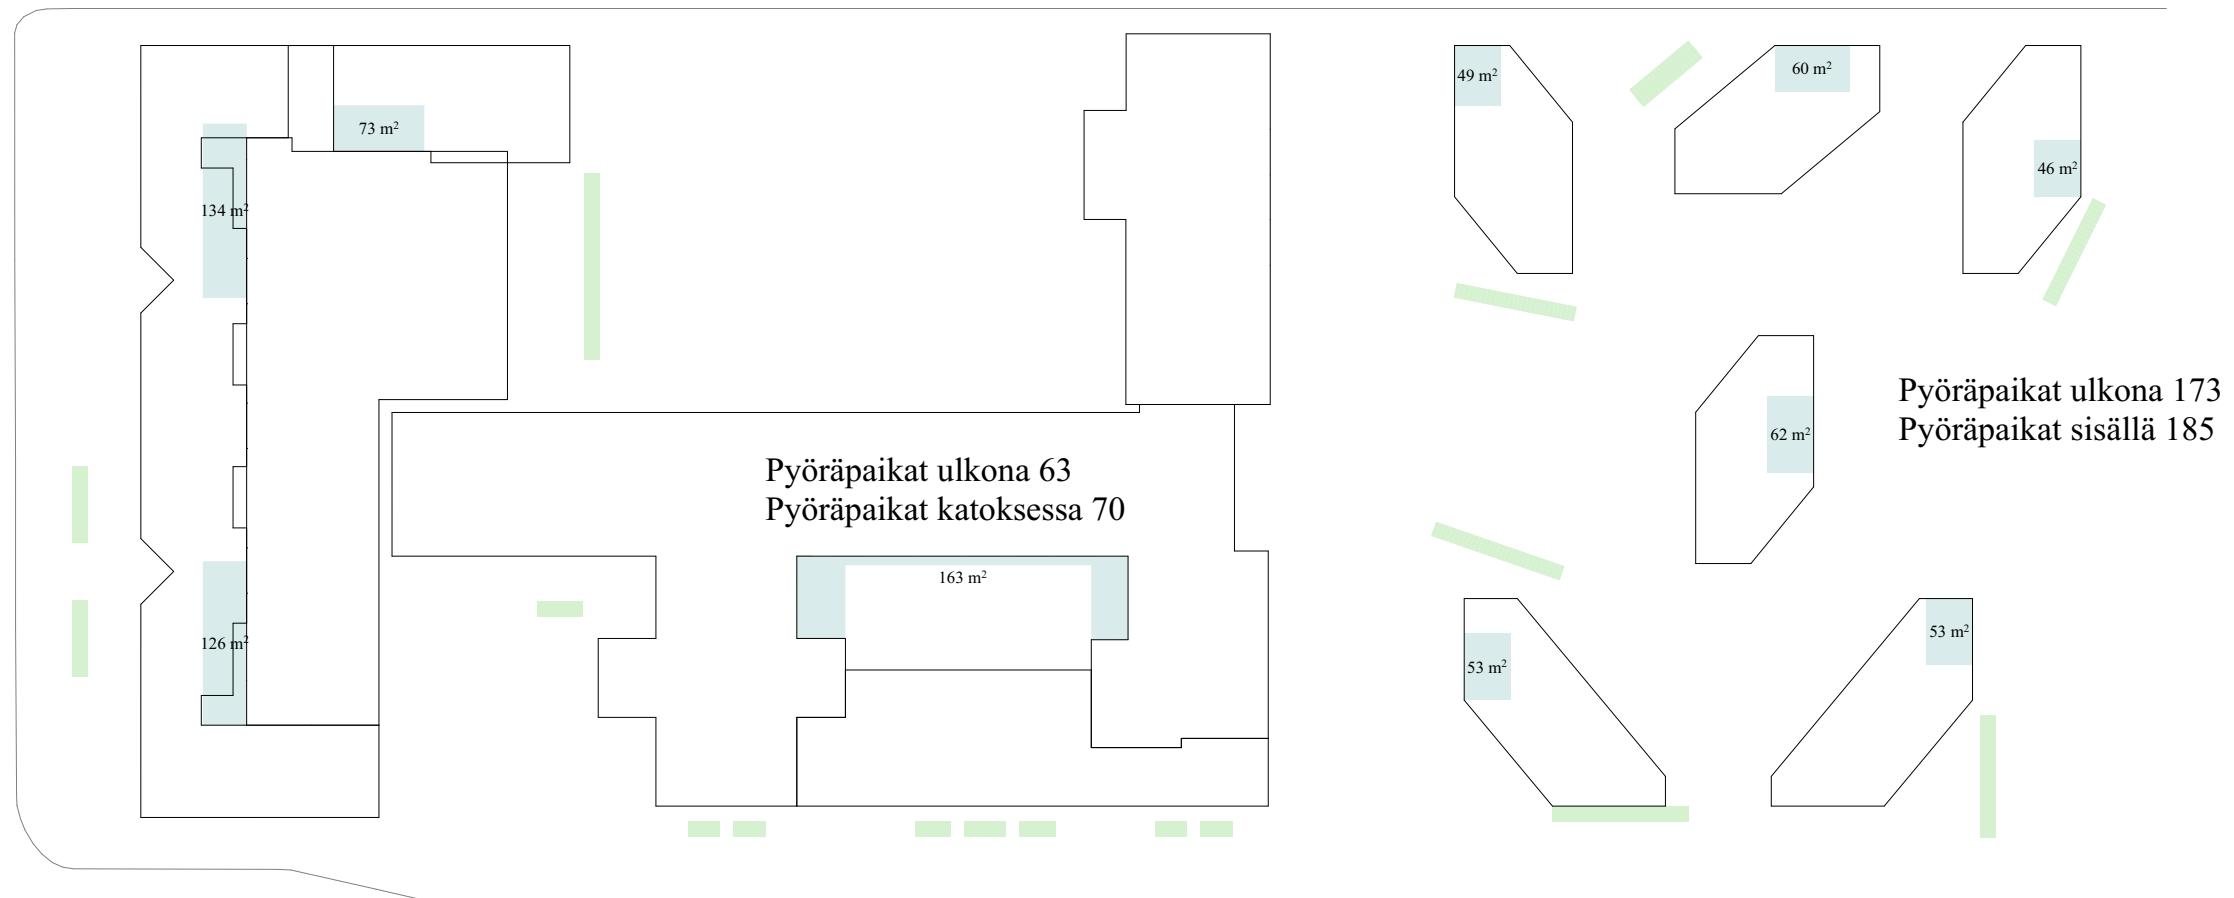 49 m²
60 m²
73 m²
46 m²
134 m²
Pyöräpaikat ulkona 173
Pyöräpaikat sisällä 185
62 m²
Pyöräpaikat ulkona 63
Pyöräpaikat katoksessa 70
163 m²
126 m²
53 m²
53 m²